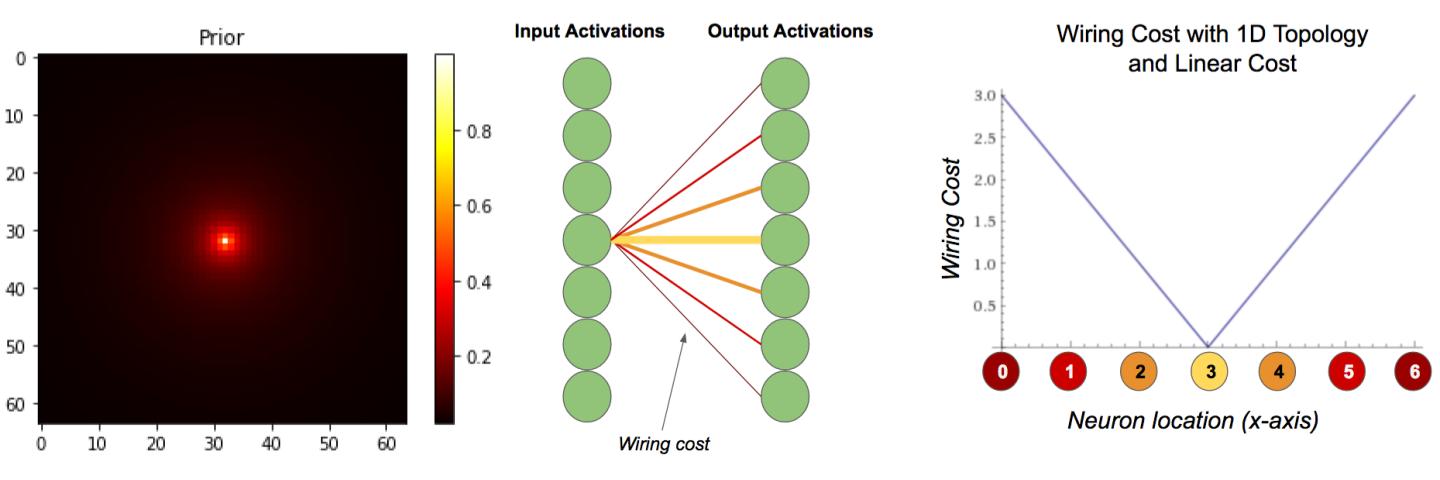 Prior
0
10
20
30
40
50
60
0 10 20 30 40 50 60
0.8
0.6
0.4
0.2
Input Activations
Output Activations
Wiring cost
Wiring Cost with 1D Topology
and Linear Cost
Wiring Cost
3.0
2.5
2.0
1.5
1.0
0.5
0 1 2 3 4 5 6
Neuron location (x-axis)